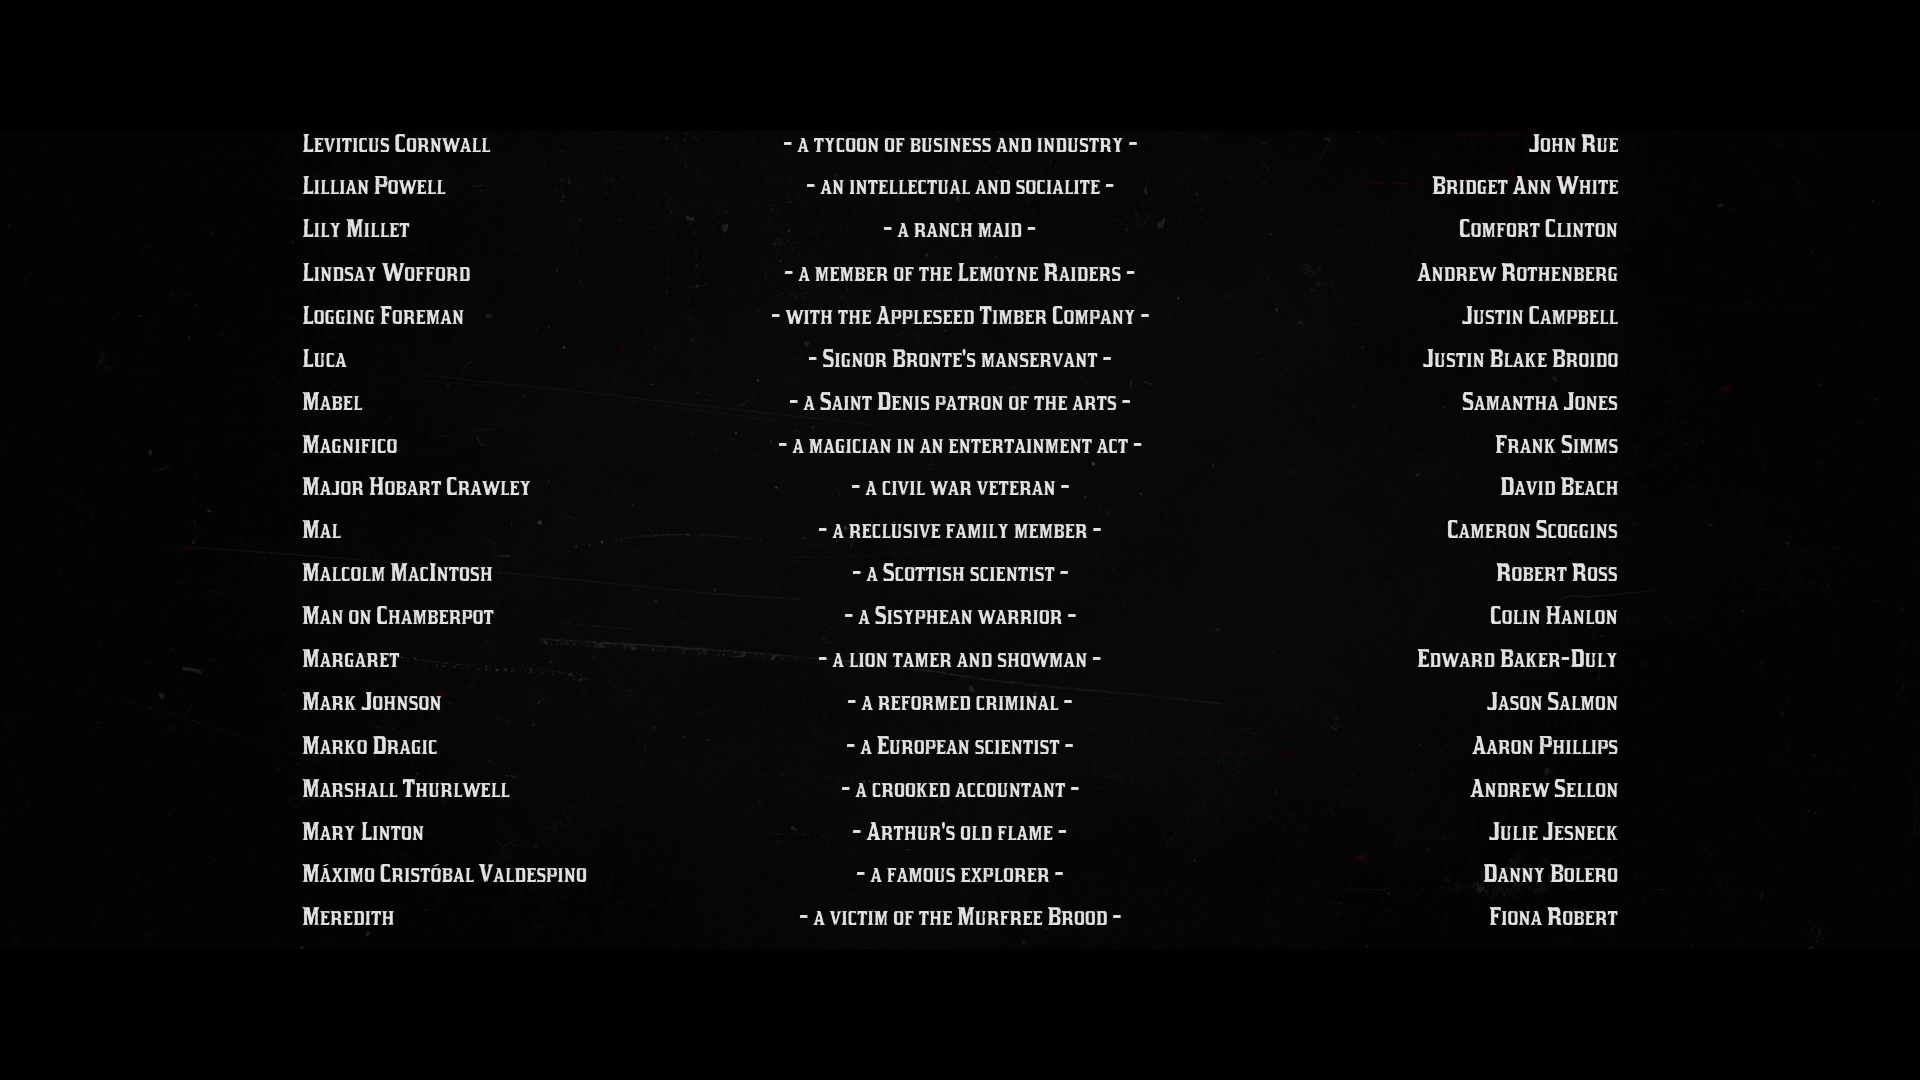 Leviticus Cornwall - a tycoon of business and industry - John Rue
Lillian Powell - an intellectual and socialite - Bridget Ann White
Lily Millet - a ranch maid - Comfort Clinton
Lindsay Wofford - a member of the Lemoyne Raiders - Andrew Rothenberg
Logging Foreman - with the Appleseed Timber Company - Justin Campbell
Luca - Signor Bronte's manservant - Justin Blake Broido
Mabel - a Saint Denis patron of the arts - Samantha Jones
Magnifico - a magician in an entertainment act - Frank Simms
Major Hobart Crawley - a civil war veteran - David Beach
Mal - a reclusive family member - Cameron Scoggins
Malcolm MacIntosh - a Scottish scientist - Robert Ross
Man on Chamberpot - a Sisyphean warrior - Colin Hanlon
Margaret - a lion tamer and showman - Edward Baker-Duly
Mark Johnson - a reformed criminal - Jason Salmon
Marko Dragic - a European scientist - Aaron Phillips
Marshall Thurlwell - a crooked accountant - Andrew Sellon
Mary Linton - Arthur's old flame - Julie Jesneck
Máximo Cristóbal Valdespino - a famous explorer - Danny Bolero
Meredith - a victim of the Murfree Brood - Fiona Robert